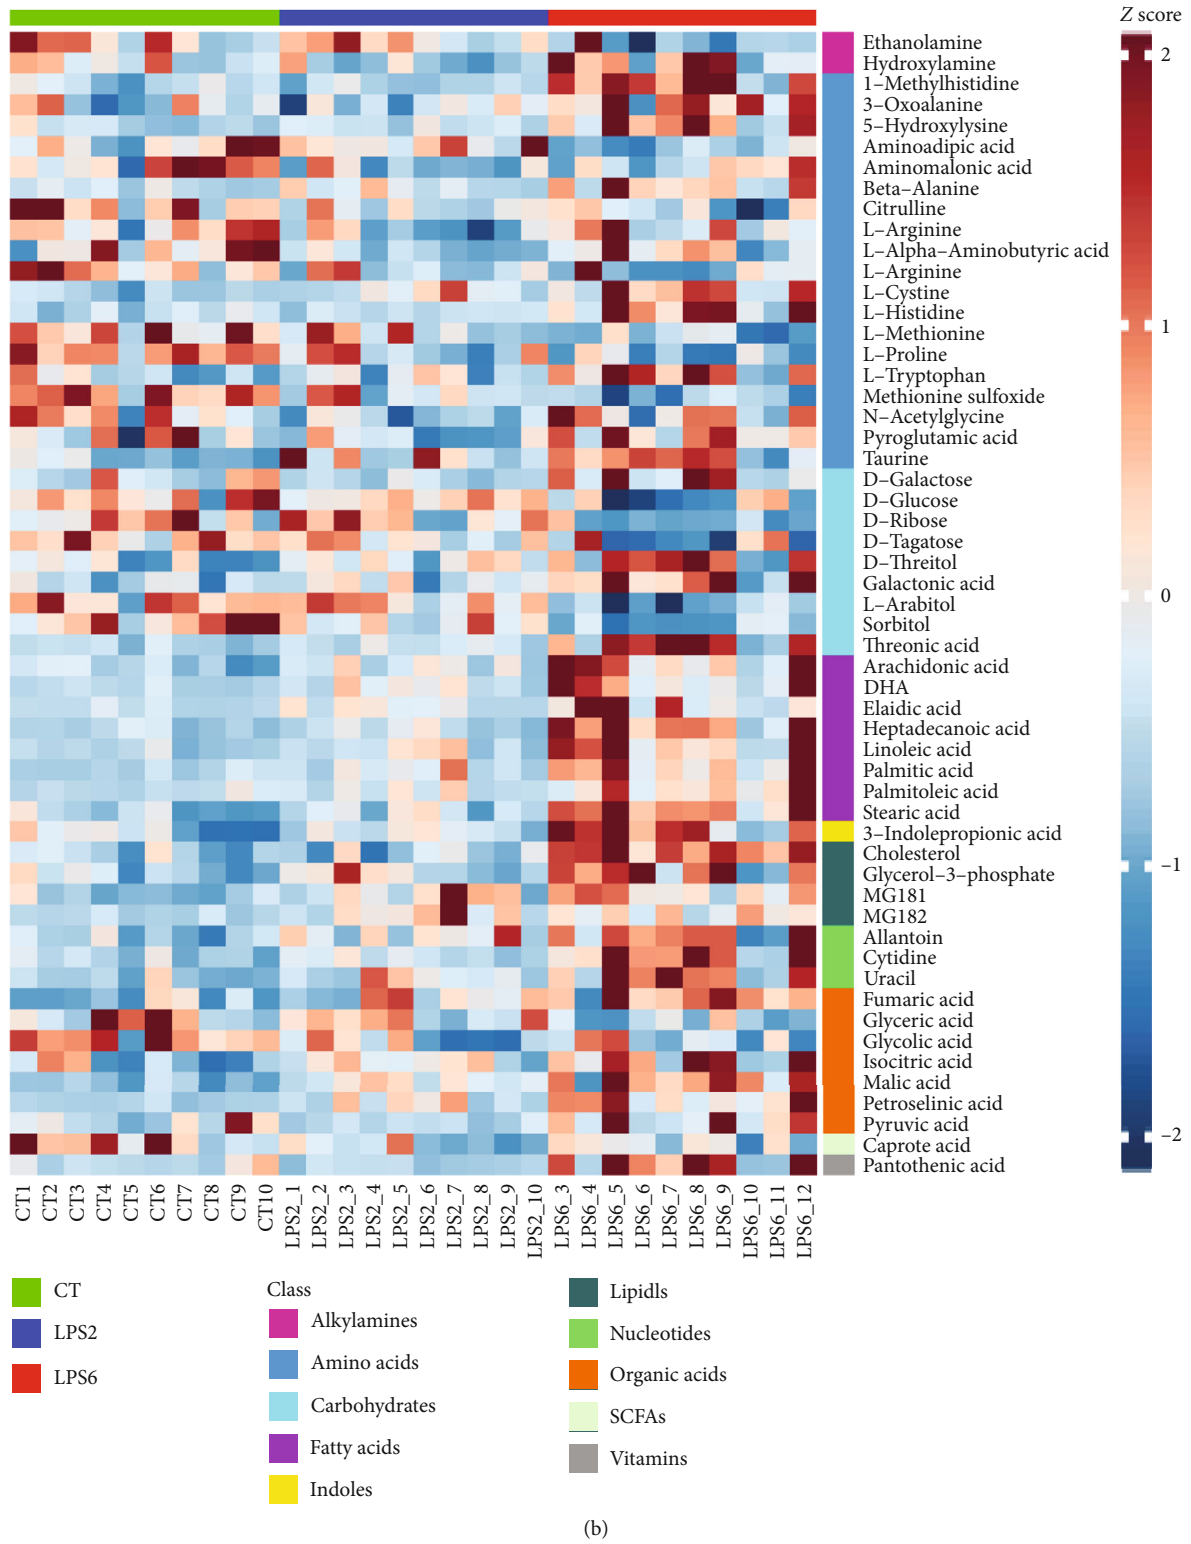 Z score
2
1
0
–1
–2
Ethanolamine
Hydroxylamine
1–Methylhistidine
3–Oxoalanine
5–Hydroxylysine
Aminoadipic acid
Aminomalonic acid
Beta–Alanine
Citrulline
L–Arginine
L–Alpha–Aminobutyric acid
L–Arginine
L–Cystine
L–Histidine
L–Methionine
L–Proline
L–Tryptophan
Methionine sulfoxide
N–Acetylglycine
Pyroglutamic acid
Taurine
D–Galactose
D–Glucose
D–Ribose
D–Tagatose
D–Threitol
Galactonic acid
L–Arabitol
Sorbitol
Threonic acid
Arachidonic acid
DHA
Elaidic acid
Heptadecanoic acid
Linoleic acid
Palmitic acid
Palmitoleic acid
Stearic acid
3–Indolepropionic acid
Cholesterol
Glycerol–3–phosphate
MG181
MG182
Allantoin
Cytidine
Uracil
Fumaric acid
Glyceric acid
Glycolic acid
Isocitric acid
Malic acid
Petroselinic acid
Pyruvic acid
Caprote acid
Pantothenic acid
CT1
CT2
CT3
CT4
CT5
CT6
CT7
CT8
CT9
CT10
LPS2_1
LPS2_2
LPS2_3
LPS2_4
LPS2_5
LPS2_6
LPS2_7
LPS2_8
LPS2_9
LPS2_10
LPS6_3
LPS6_4
LPS6_5
LPS6_6
LPS6_7
LPS6_8
LPS6_9
LPS6_10
LPS6_11
LPS6_12
CT
LPS2
LPS6
Class
Alkylamines
Amino acids
Carbohydrates
Fatty acids
Indoles
Lipidls
Nucleotides
Organic acids
SCFAs
Vitamins
(b)